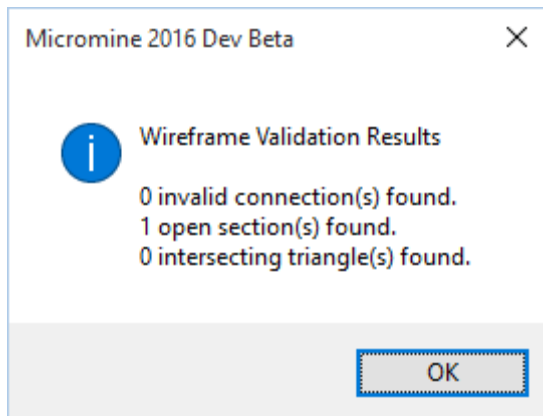 Micromine 2016 Dev Beta
Wireframe Validation Results
0 invalid connection(s) found.
1 open section(s) found.
0 intersecting triangle(s) found.
OK